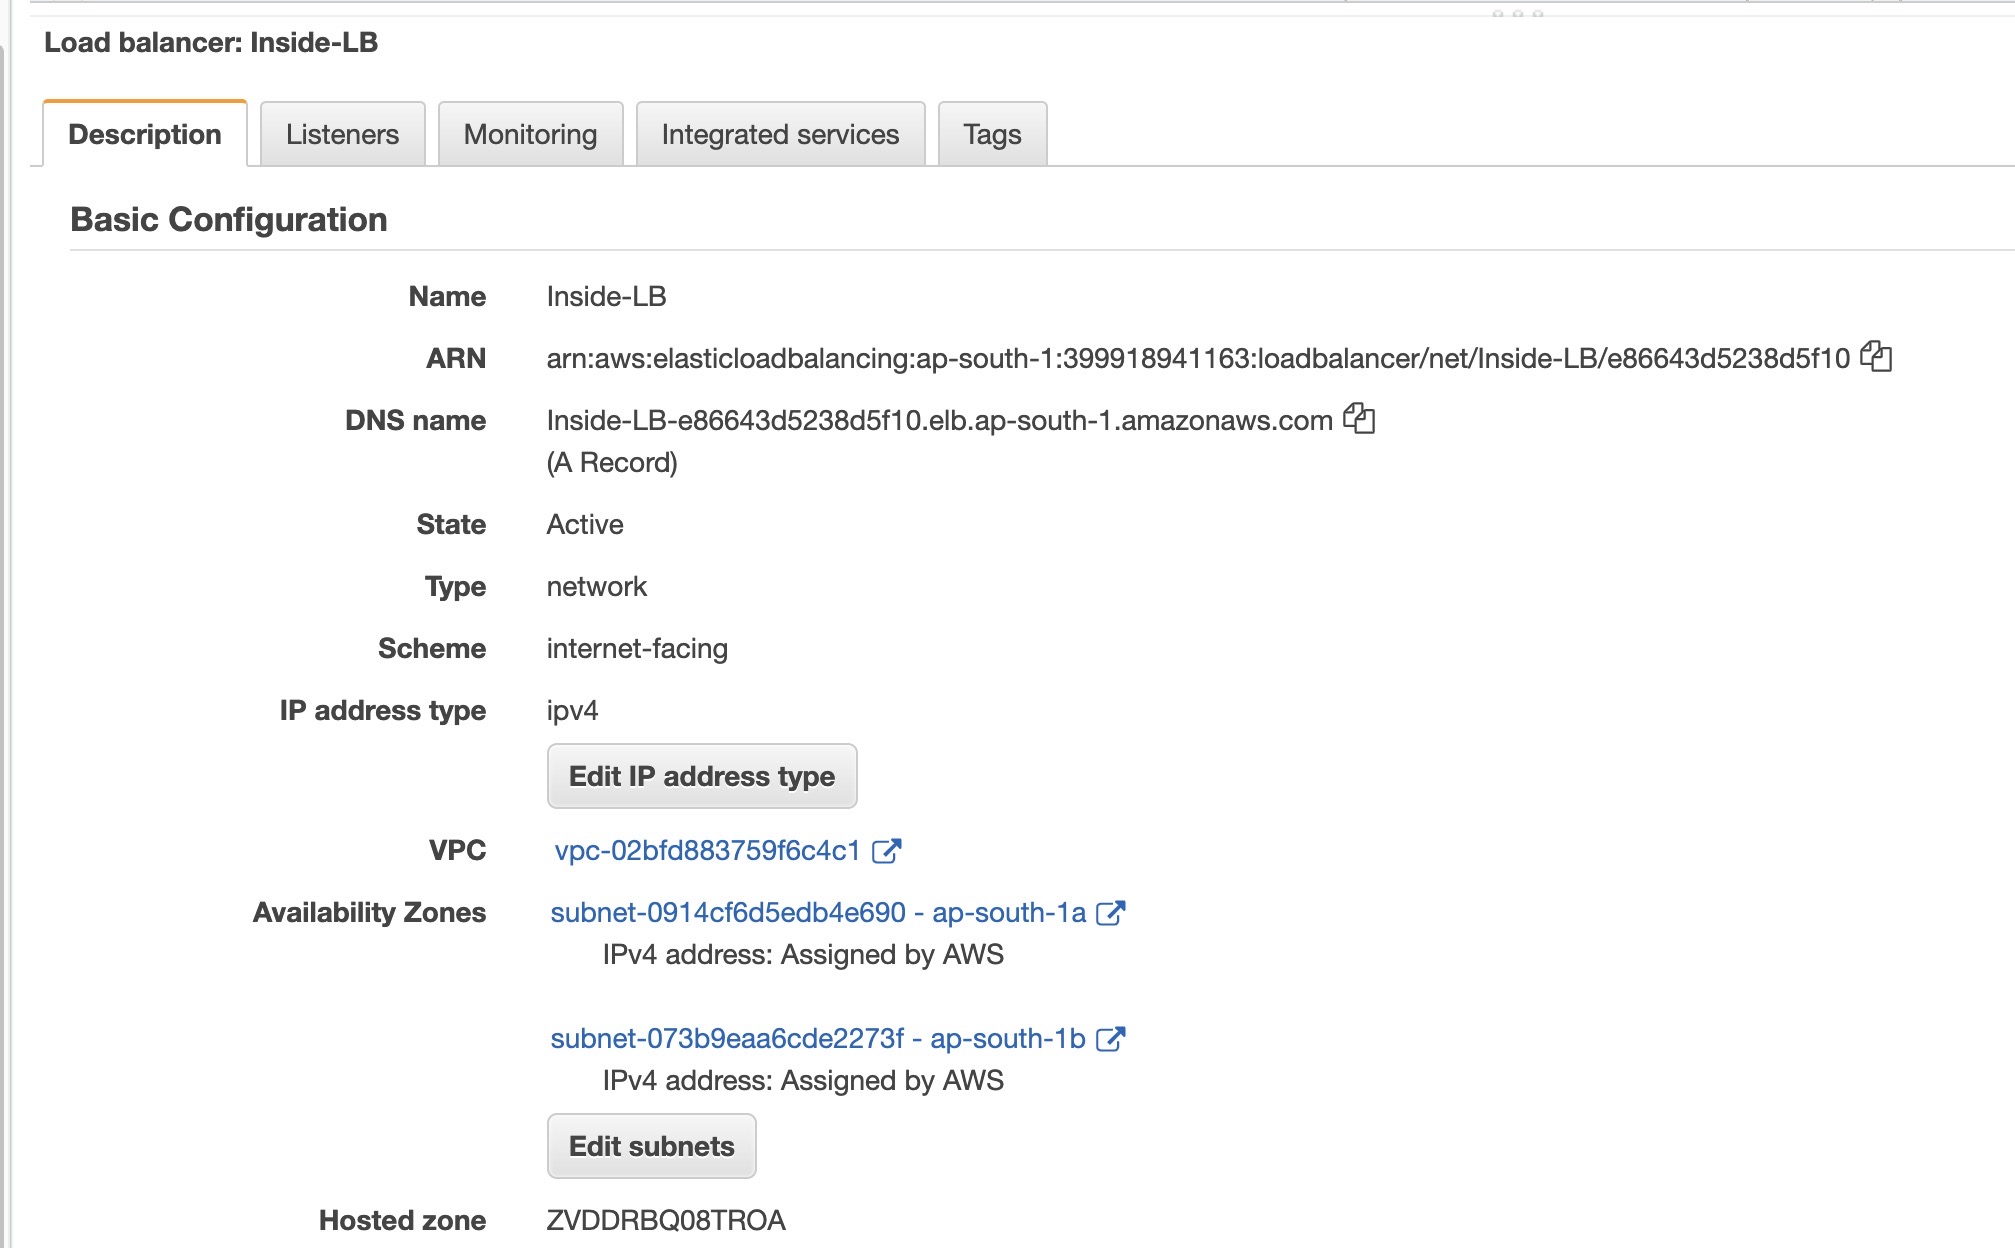 Load balancer: Inside-LB
Description Listeners Monitoring Integrated services Tags
Basic Configuration
Name Inside-LB
ARN arn:aws:elasticloadbalancing:ap-south-1:399918941163:loadbalancer/net/Inside-LB/e86643d5238d5f10
DNS name Inside-LB-e86643d5238d5f10.elb.ap-south-1.amazonaws.com
(A Record)
State Active
Type network
Scheme internet-facing
IP address type ipv4
Edit IP address type
VPC vpc-02bfd883759f6c4c1
Availability Zones subnet-0914cf6d5edb4e690 - ap-south-1a
IPv4 address: Assigned by AWS
subnet-073b9eaa6cde2273f - ap-south-1b
IPv4 address: Assigned by AWS
Edit subnets
Hosted zone ZVDDRBQ08TROA